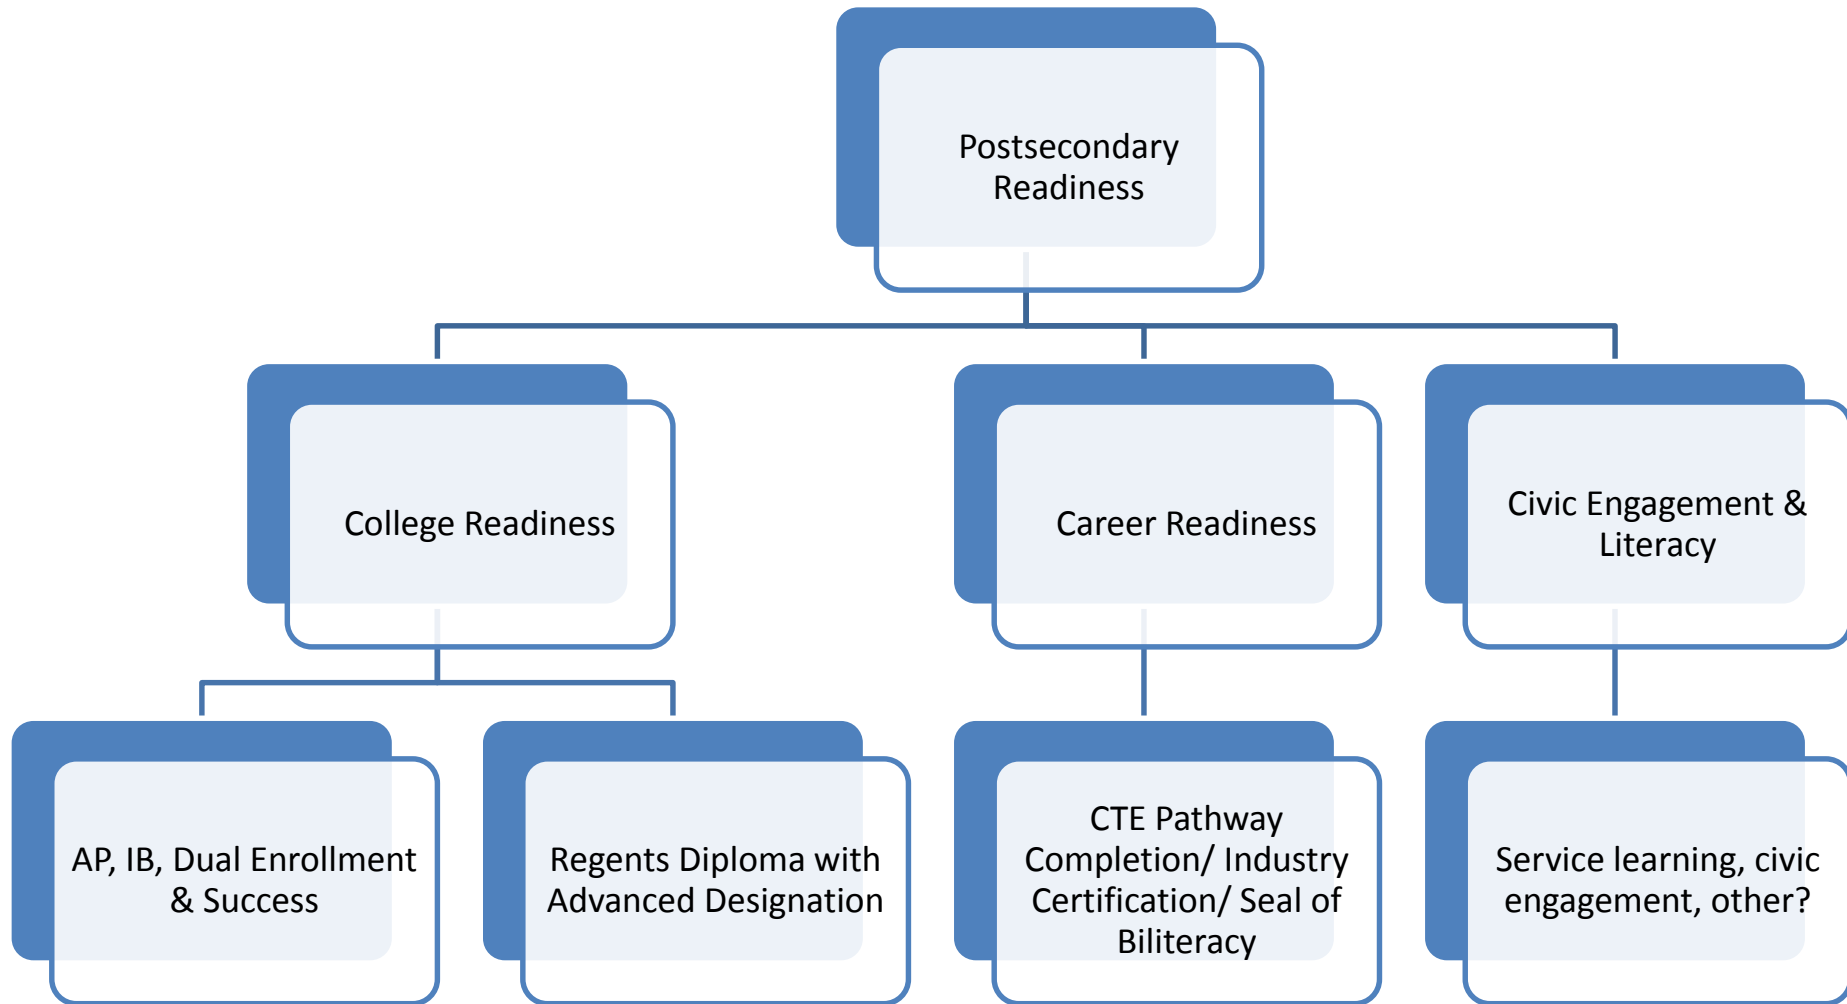 Postsecondary
Readiness
College Readiness
Career Readiness
Civic Engagement &
Literacy
AP, IB, Dual Enrollment
& Success
Regents Diploma with
Advanced Designation
CTE Pathway
Completion/ Industry
Certification/ Seal of
Biliteracy
Service learning, civic
engagement, other?